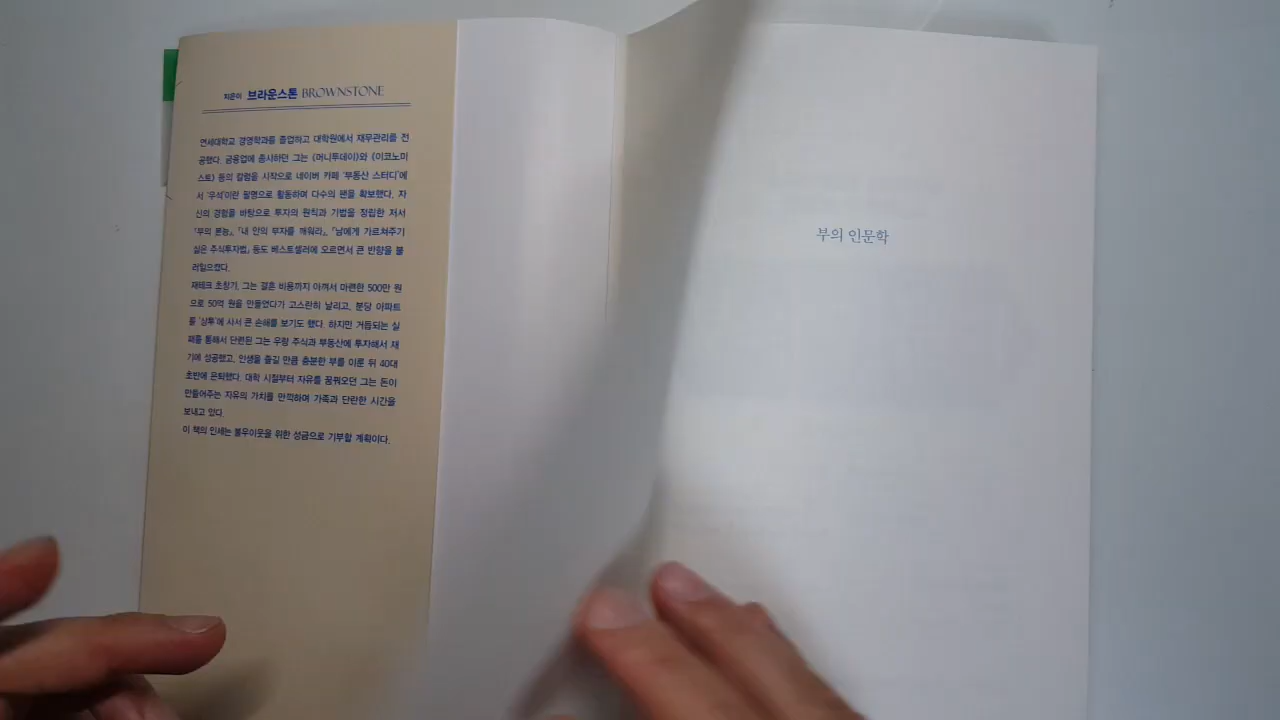 지은이 브라운스톤 BROWNSTONE
연세대학교 경영학과를 졸업하고 대학원에서 재무관리를 전
공했다. 금융업에 종사하던 그는 〈머니투데이〉와 〈이코노미
스트〉 등의 칼럼을 시작으로 네이버 카페 '부동산 스터디'에
서 '우석'이란 필명으로 활동하며 다수의 팬을 확보했다. 자
신의 경험을 바탕으로 투자의 원칙과 기법을 정립한 저서
『부의 본능』, 『내 안의 부자를 깨워라』, 『남에게 가르쳐주기
싫은 주식투자법』 등도 베스트셀러에 오르면서 큰 반향을 불
러일으켰다.
재테크 초창기, 그는 결혼 비용까지 아껴서 마련한 500만 원
으로 50억 원을 만들었다가 고스란히 날리고, 분당 아파트
를 '상투'에 사서 큰 손해를 보기도 했다. 하지만 거듭되는 실
패를 통해서 단련된 그는 우량 주식과 부동산에 투자해서 재
기에 성공했고, 인생을 즐길 만큼 충분한 부를 이룬 뒤 40대
초반에 은퇴했다. 대학 시절부터 자유를 꿈꿔오던 그는 돈이
만들어주는 자유의 가치를 만끽하며 가족과 단란한 시간을
보내고 있다.
이 책의 인세는 불우이웃을 위한 성금으로 기부할 계획이다.
부의 인문학